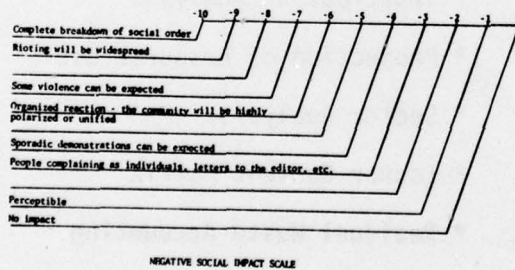 -10 -9 -8 -7 -6 -5 -4 -3 -2 -1
Complete breakdown of social order
Rioting will be widespread
Some violence can be expected
Organized reaction - the community will be highly
polarized or unified
Sporadic demonstrations can be expected
People complaining as individuals, letters to the editor, etc.
Perceptible
No impact
NEGATIVE SOCIAL IMPACT SCALE